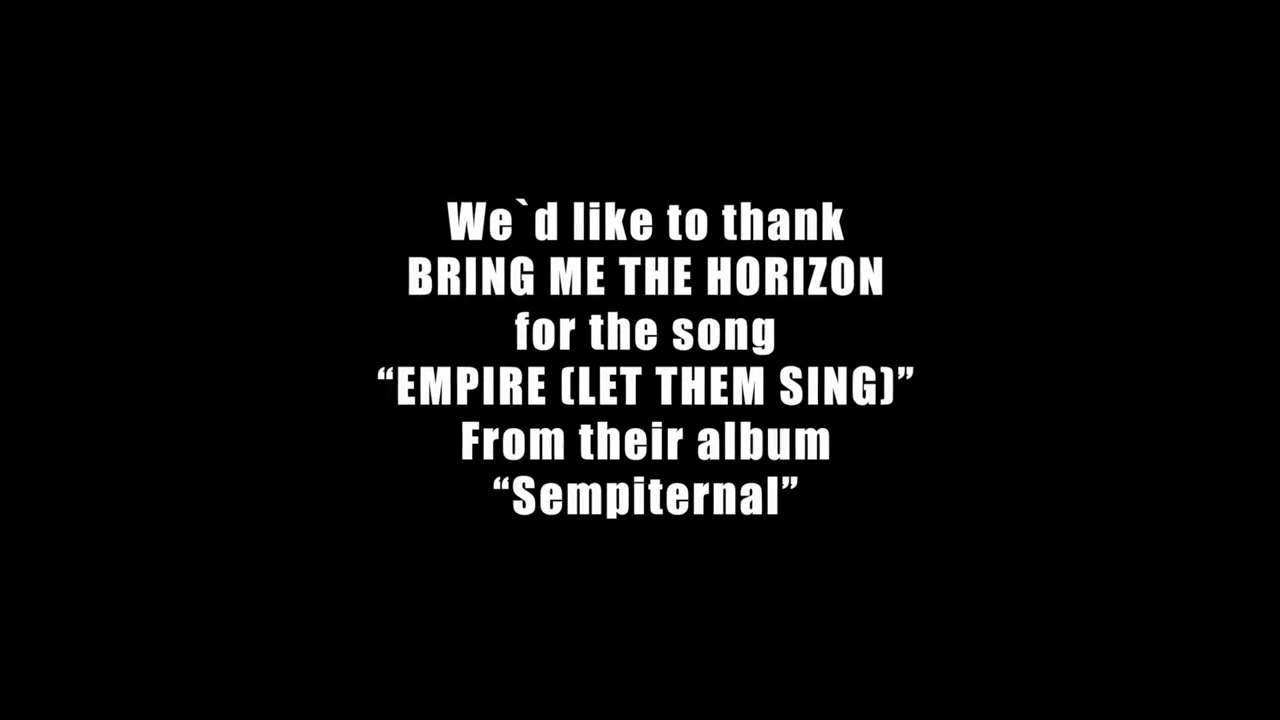 We`d like to thank
BRING ME THE HORIZON
for the song
“EMPIRE (LET THEM SING)”
From their album
“Sempiternal”